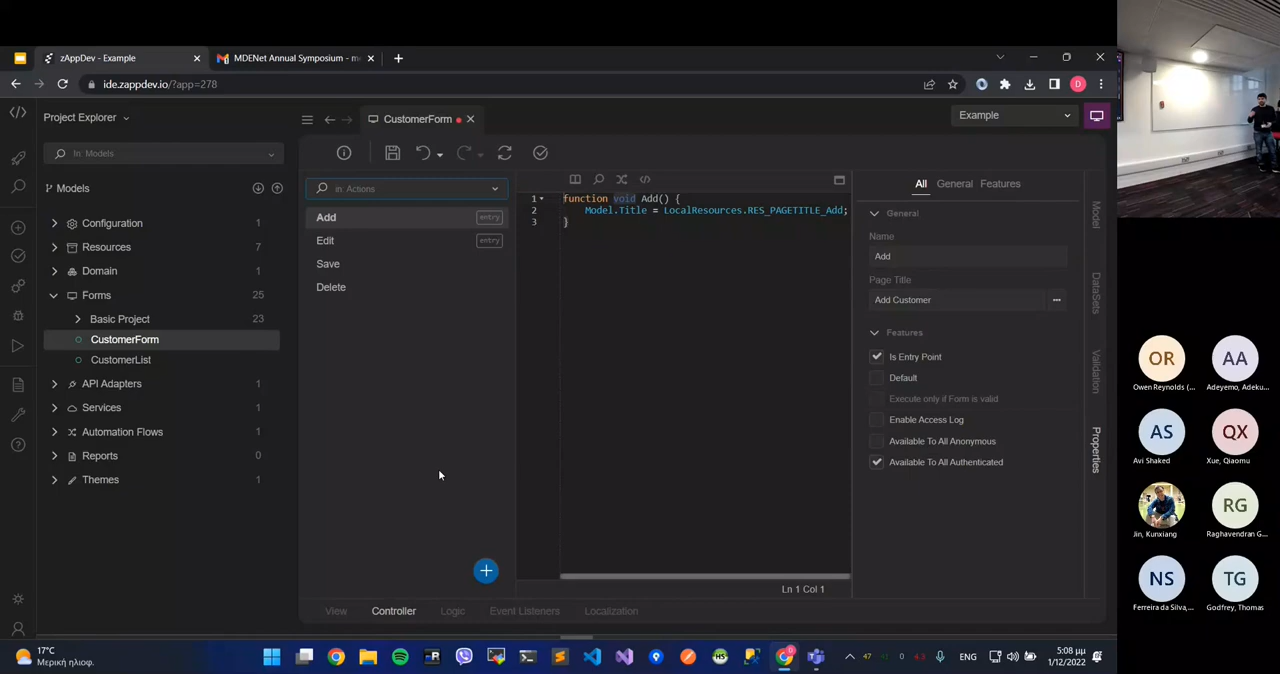 zAppDev - Example
MDENet Annual Symposium - me
ide.zappdev.io/?app=278
Project Explorer
CustomerForm
Example
In: Models
Models
Configuration 1
Resources 7
Domain 1
Forms 25
Basic Project 23
CustomerForm
CustomerList
API Adapters 1
Services 1
Automation Flows 1
Reports 0
Themes 1
in: Actions
Add entry
Edit entry
Save
Delete
1 function void Add() {
2 Model.Title = LocalResources.RES_PAGETITLE_Add;
3 }
Ln 1 Col 1
All General Features
General
Name
Add
Page Title
Add Customer
Features
Is Entry Point
Default
Execute only if Form is valid
Enable Access Log
Available To All Anonymous
Available To All Authenticated
Model
DataSets
Validation
Properties
View Controller Logic Event Listeners Localization
OR
Owen Reynolds (...
AA
Adeyemo, Adeku...
AS
Avi Shaked
QX
Xue, Qiaomu
Jin, Kunxiang
RG
Raghavendran G...
NS
Ferreira da Silva,...
TG
Godfrey, Thomas
17°C
Μερική ηλιοφ.
ENG
5:08 μμ
1/12/2022